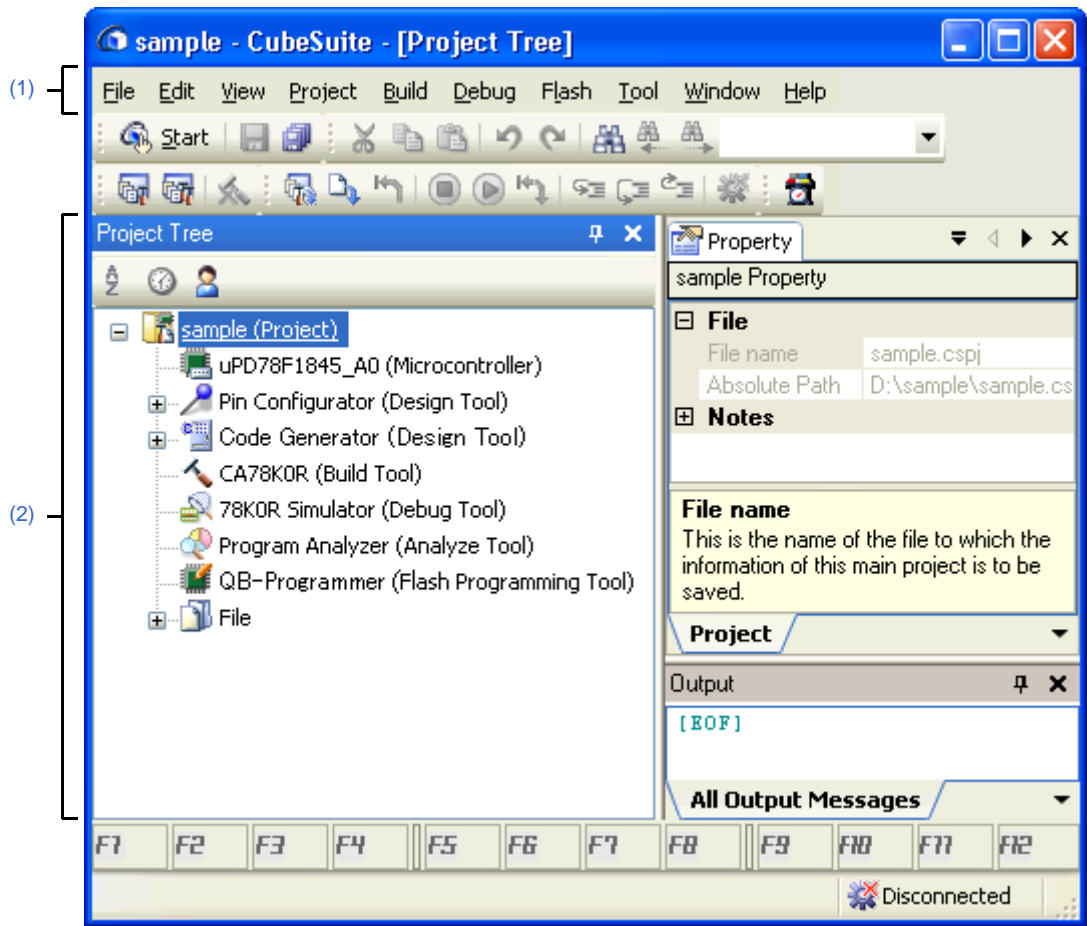 sample - CubeSuite - [Project Tree]
(1)
File Edit View Project Build Debug Flash Tool Window Help
Start
(2)
Project Tree
sample (Project)
uPD78F1845_A0 (Microcontroller)
Pin Configurator (Design Tool)
Code Generator (Design Tool)
CA78K0R (Build Tool)
78K0R Simulator (Debug Tool)
Program Analyzer (Analyze Tool)
QB-Programmer (Flash Programming Tool)
File
Property
sample Property
File
File name sample.cspj
Absolute Path D:\sample\sample.cs
Notes
File name
This is the name of the file to which the
information of this main project is to be
saved.
Project
Output
[EOF]
All Output Messages
F1 F2 F3 F4 F5 F6 F7 F8 F9 F10 F11 F12
Disconnected